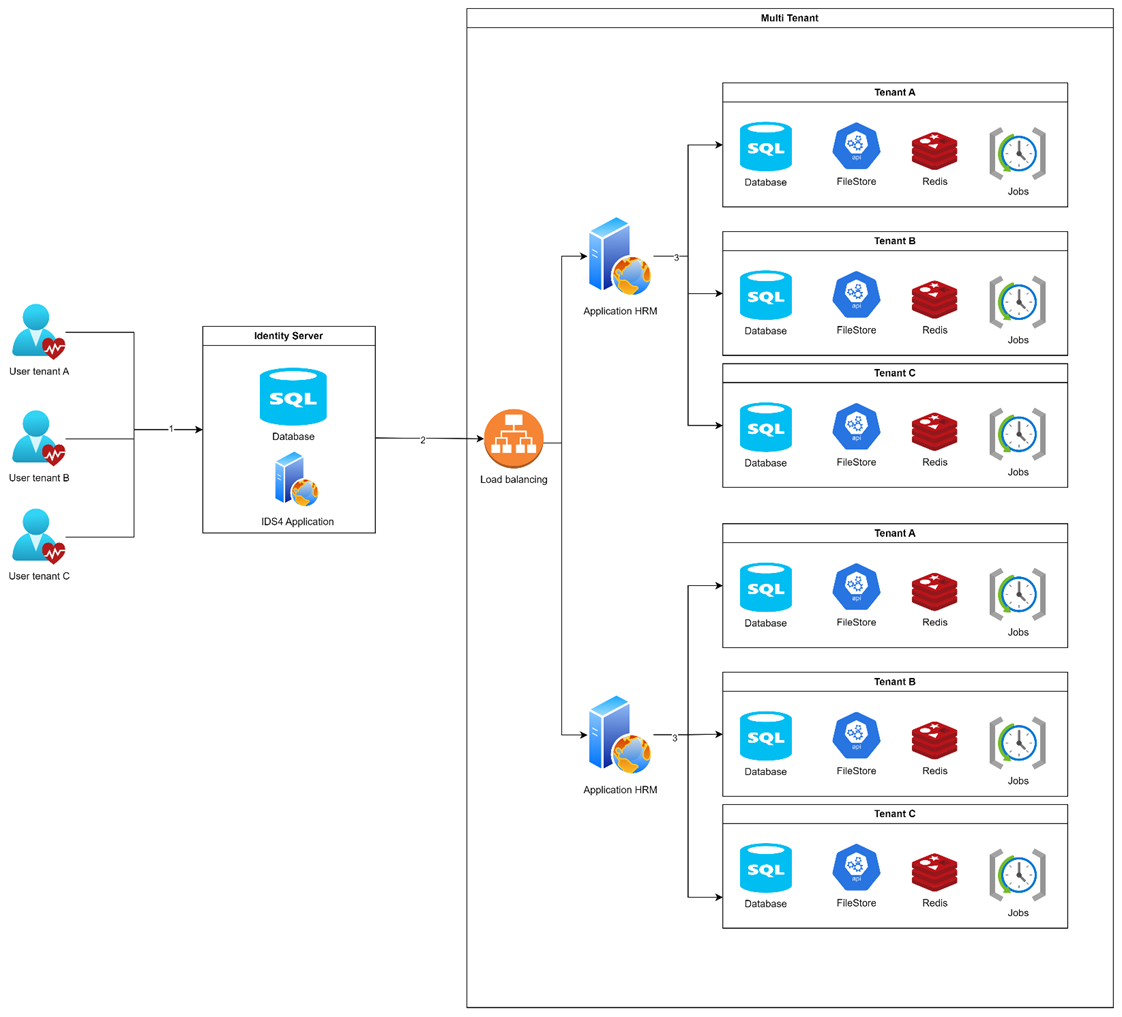 Multi Tenant
Tenant A
SQL
api
Database
FileStore
Redis
Jobs
Tenant B
SQL
api
Database
FileStore
Redis
Jobs
Tenant C
SQL
api
Database
FileStore
Redis
Jobs
3
Application HRM
User tenant A
User tenant B
User tenant C
1
Identity Server
SQL
Database
IDS4 Application
2
Load balancing
Tenant A
SQL
api
Database
FileStore
Redis
Jobs
Tenant B
SQL
api
Database
FileStore
Redis
Jobs
Tenant C
SQL
api
Database
FileStore
Redis
Jobs
3
Application HRM